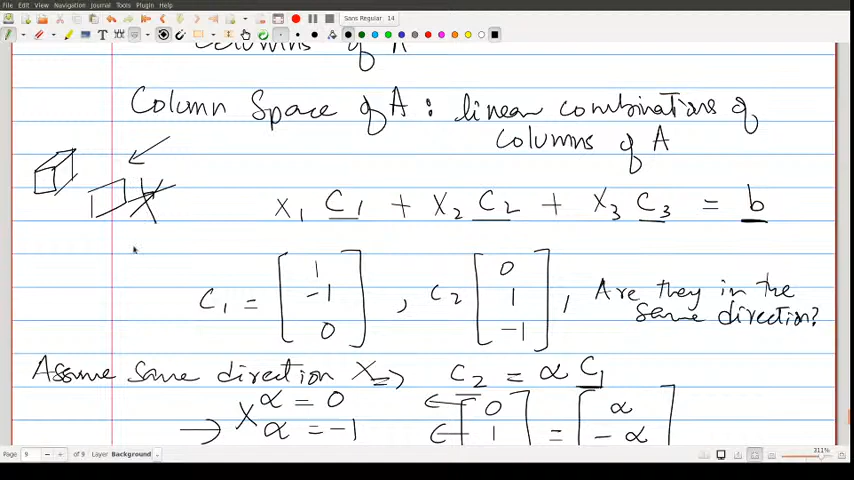 File Edit View Navigation Journal Tools Plugin Help
Sans Regular 14
Columns of A
Column Space of A : linear combinations of
columns of A
x1 C1 + x2 C2 + x3 C3 = b
C1 = [ 1 -1 0 ] , C2 [ 0 1 -1 ] , Are they in the
same direction?
Assume same direction X => C2 = α C1
X α = 0 ← [ 0 ] [ α ]
→ α = -1 ← [ 1 ] = [ -α ]
Page 9 of 9 Layer Background 311%